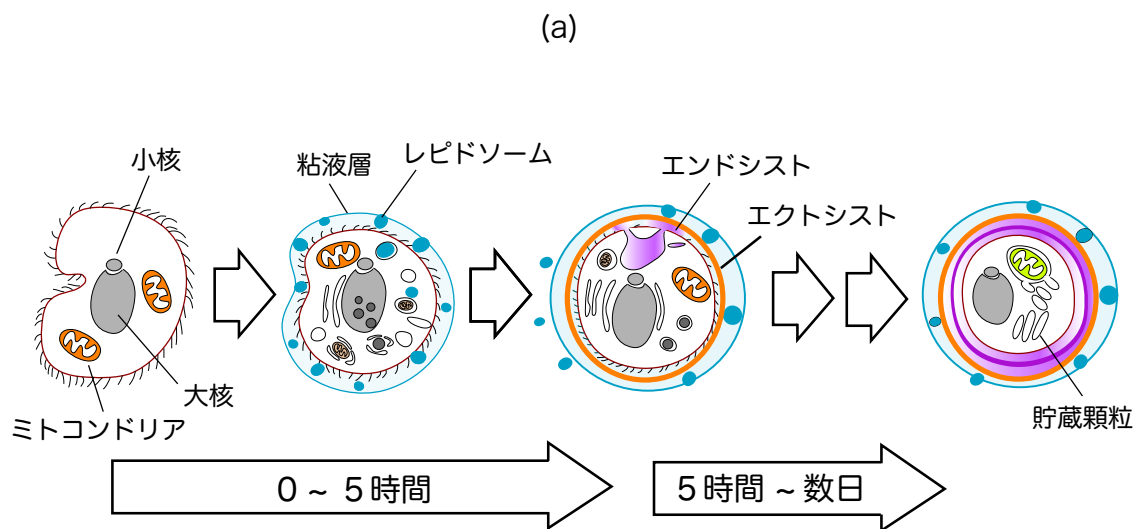 (a)
小核
粘液層
レピドソーム
エンドシスト
エクトシスト
大核
ミトコンドリア
貯蔵顆粒
0 ~ 5時間
5時間 ~ 数日